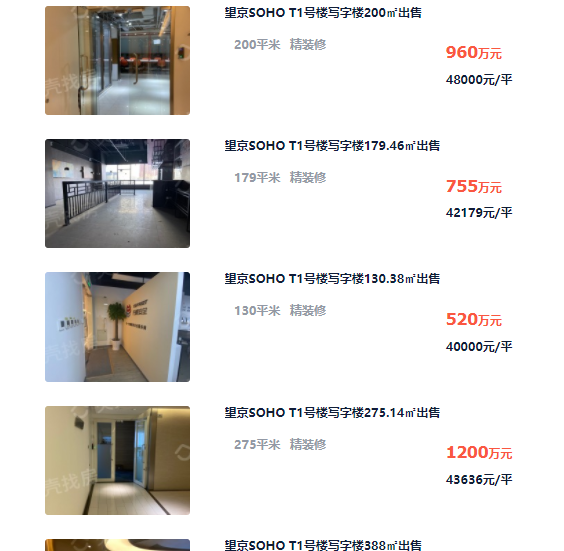 望京SOHO T1号楼写字楼200㎡出售
200平米 精装修
960万元
48000元/平
望京SOHO T1号楼写字楼179.46㎡出售
179平米 精装修
755万元
42179元/平
望京SOHO T1号楼写字楼130.38㎡出售
130平米 精装修
520万元
40000元/平
望京SOHO T1号楼写字楼275.14㎡出售
275平米 精装修
1200万元
43636元/平
望京SOHO T1号楼写字楼388㎡出售